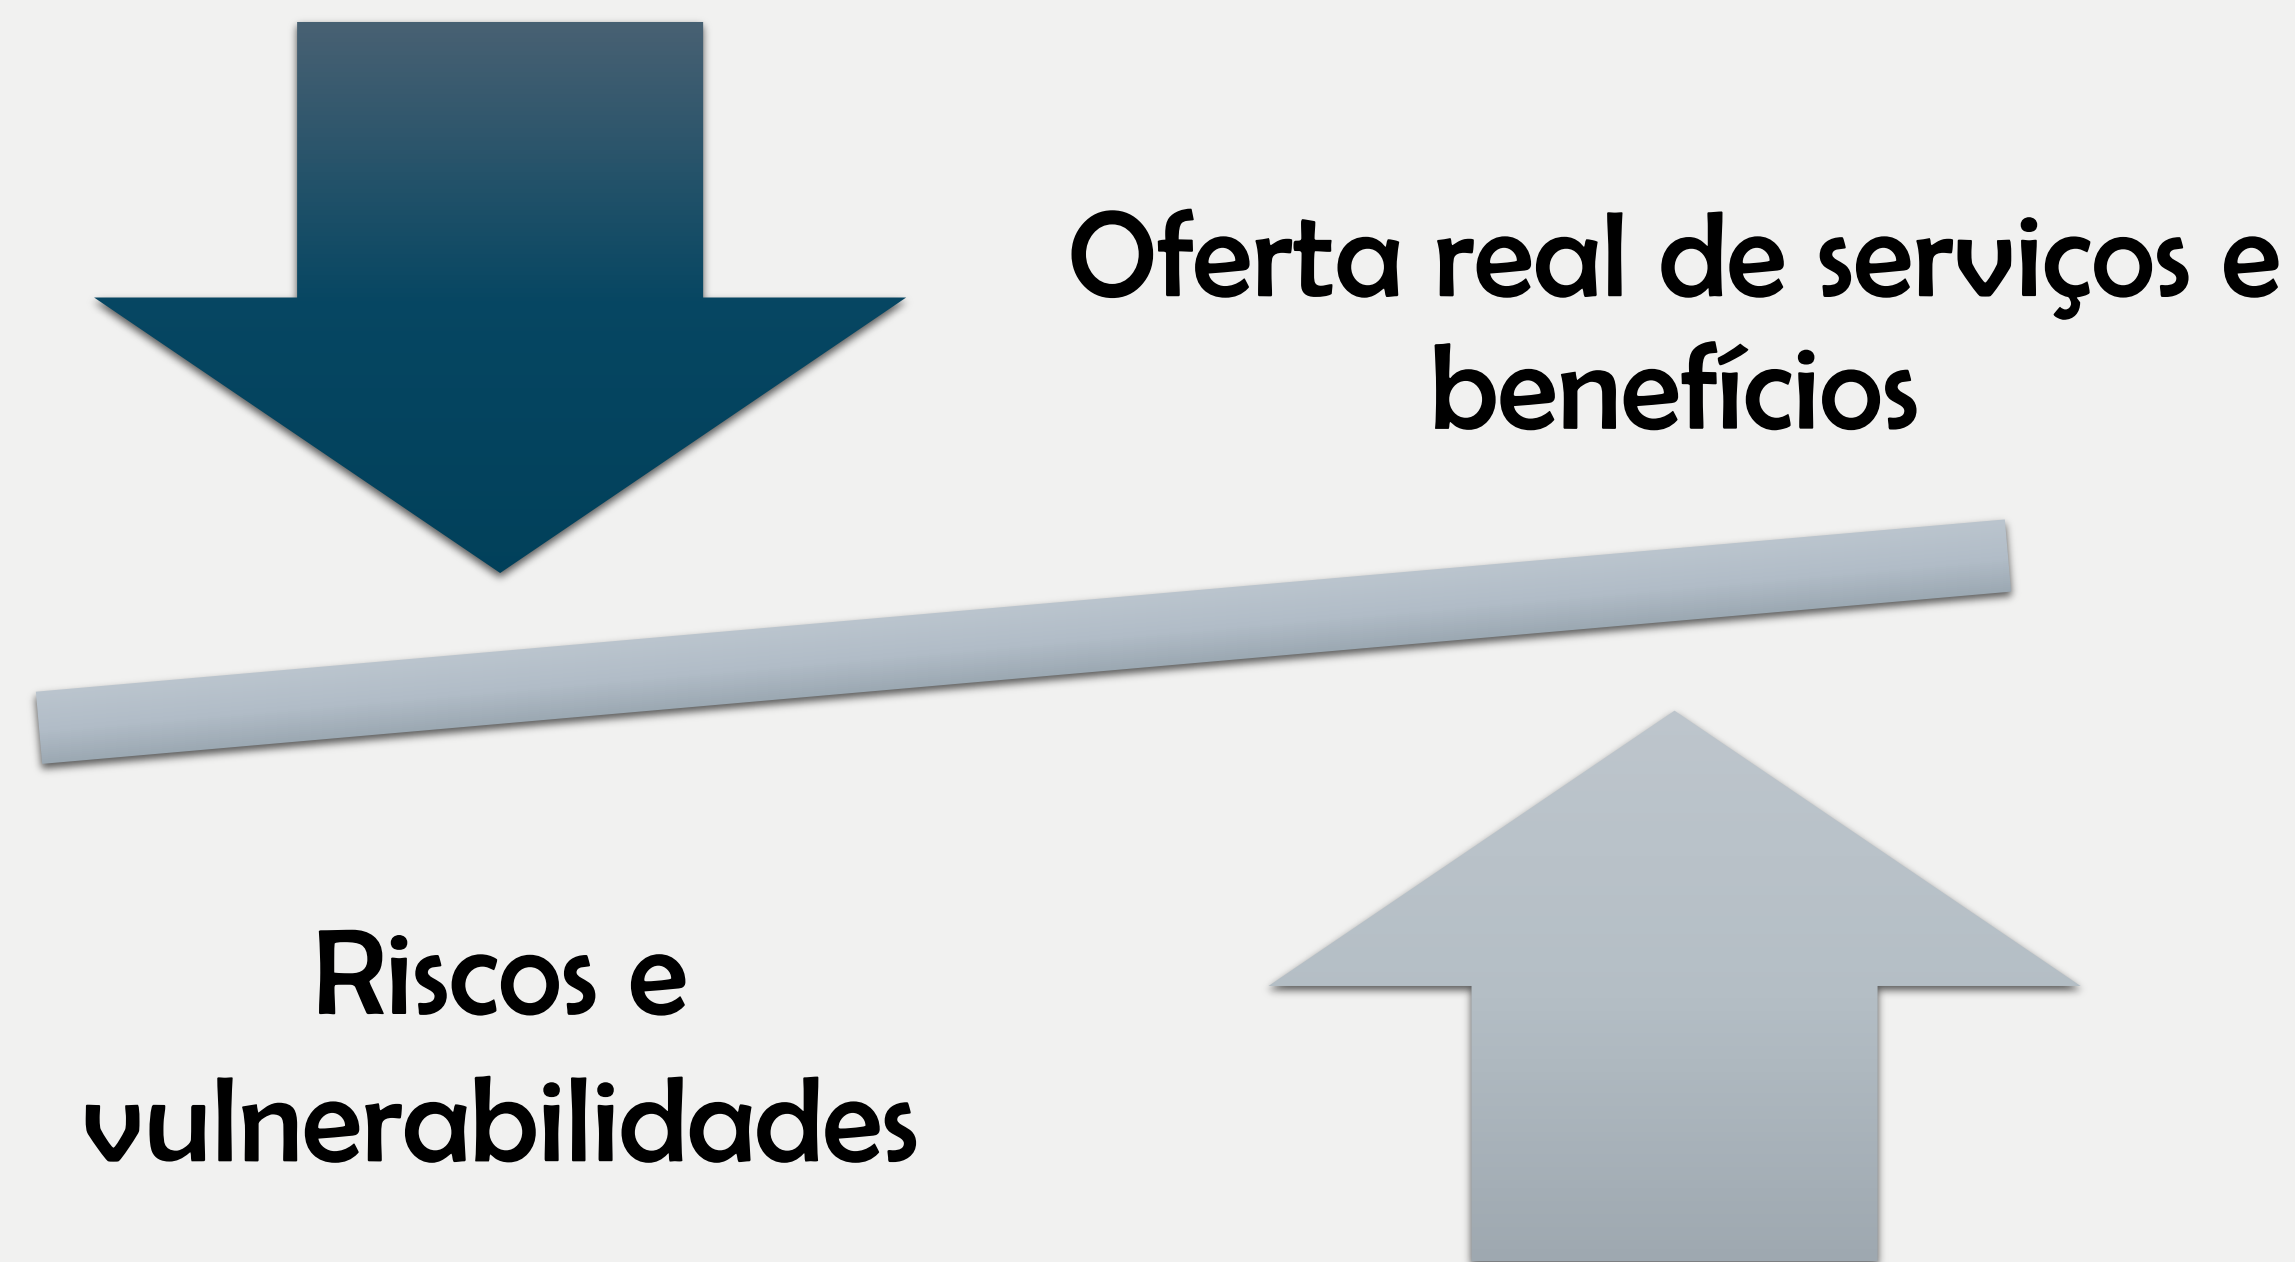 Oferta real de serviços e
benefícios
Riscos e
vulnerabilidades